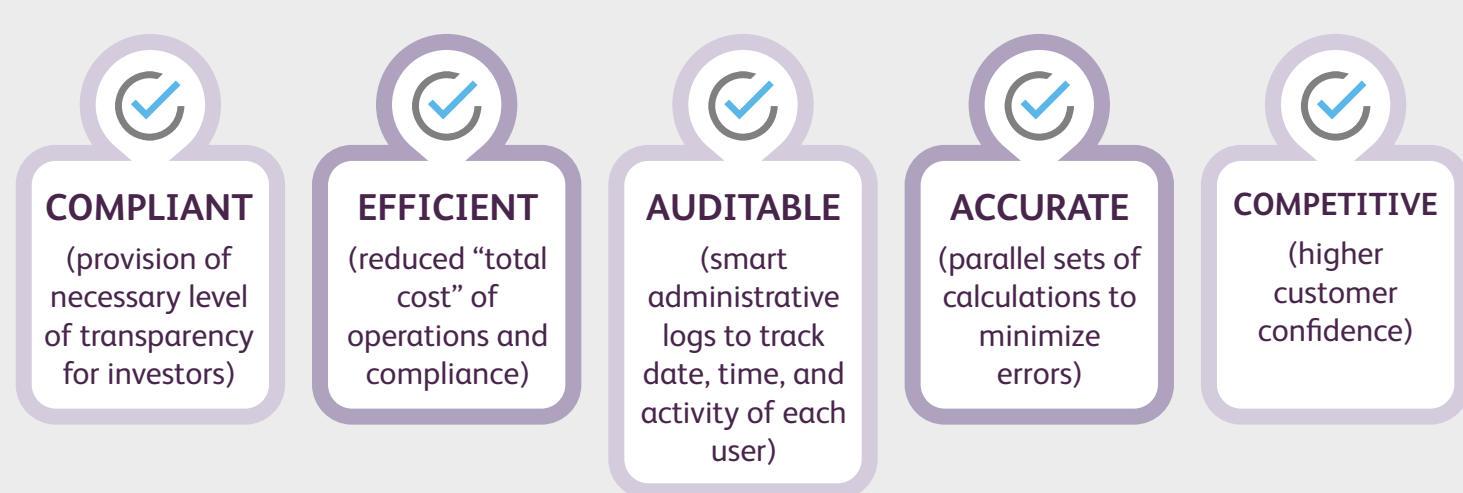 COMPLIANT
(provision of
necessary level
of transparency
for investors)
EFFICIENT
(reduced “total
cost” of
operations and
compliance)
AUDITABLE
(smart
administrative
logs to track
date, time, and
activity of each
user)
ACCURATE
(parallel sets of
calculations to
minimize
errors)
COMPETITIVE
(higher
customer
confidence)